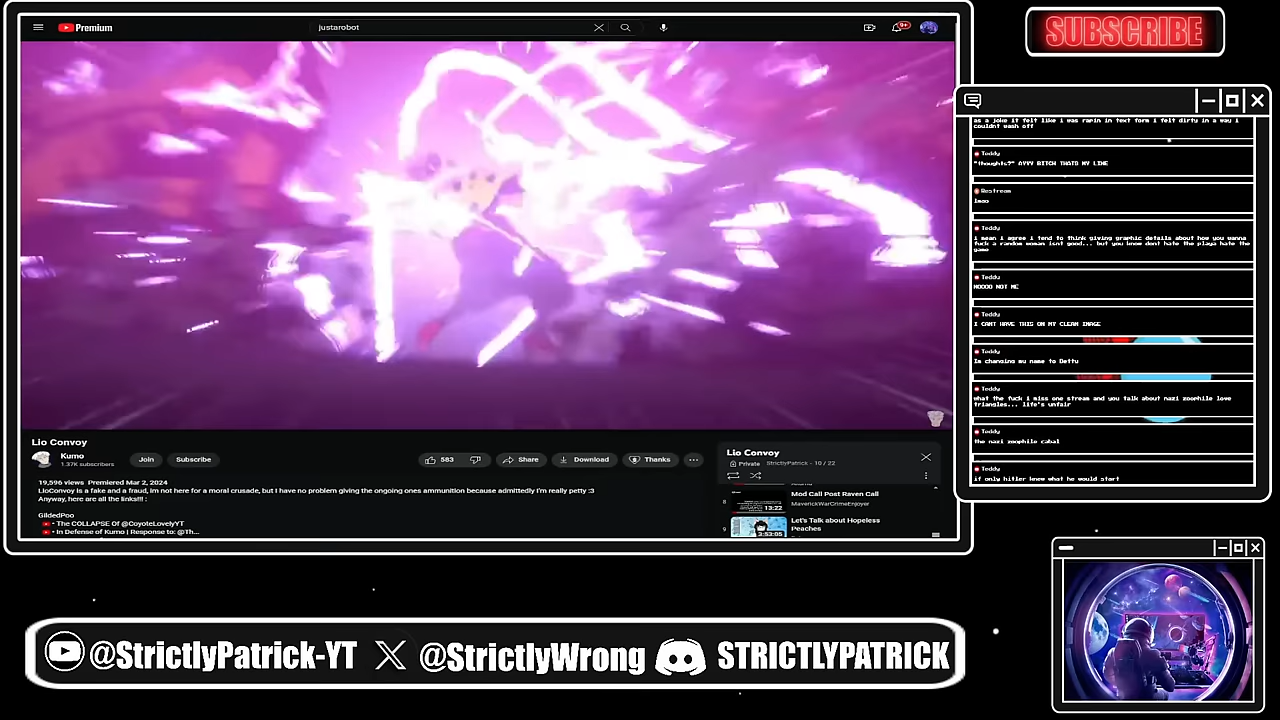 Premium
justarobot
9+
SUBSCRIBE
as a joke it felt like i was rapin in text form i felt dirty in a way i
couldnt wash off
Teddy
"thoughts?" AYYY BITCH THATS MY LINE
Restream
lmao
Teddy
i mean i agree i tend to think giving graphic details about how you wanna
fuck a random woman isnt good... but you know dont hate the playa hate the
game
Teddy
NOOOO NOT ME
Teddy
I CANT HAVE THIS ON MY CLEAN IMAGE
Teddy
Im changing my name to Dettu
Teddy
what the fuck i miss one stream and you talk about nazi zoophile love
triangles... life's unfair
Teddy
the nazi zoophile cabal
Teddy
if only hitler knew what he would start
Lio Convoy
Kumo
1.37K subscribers
Join
Subscribe
583
Share
Download
Thanks
19,596 views Premiered Mar 2, 2024
LioConvoy is a fake and a fraud, im not here for a moral crusade, but I have no problem giving the ongoing ones ammunition because admittedly I'm really petty :3
Anyway, here are all the links!! :
GildedPoo
• The COLLAPSE Of @CoyoteLovelyYT
• In Defense of Kumo | Response to: @Th...
Lio Convoy
Private StrictlyPatrick - 10 / 22
8
13:22
Mod Call Post Raven Call
MaverickWarCrimeEnjoyer
9
3:53:05
Let's Talk about Hopeless
Peaches
@StrictlyPatrick-YT
@StrictlyWrong
STRICTLYPATRICK